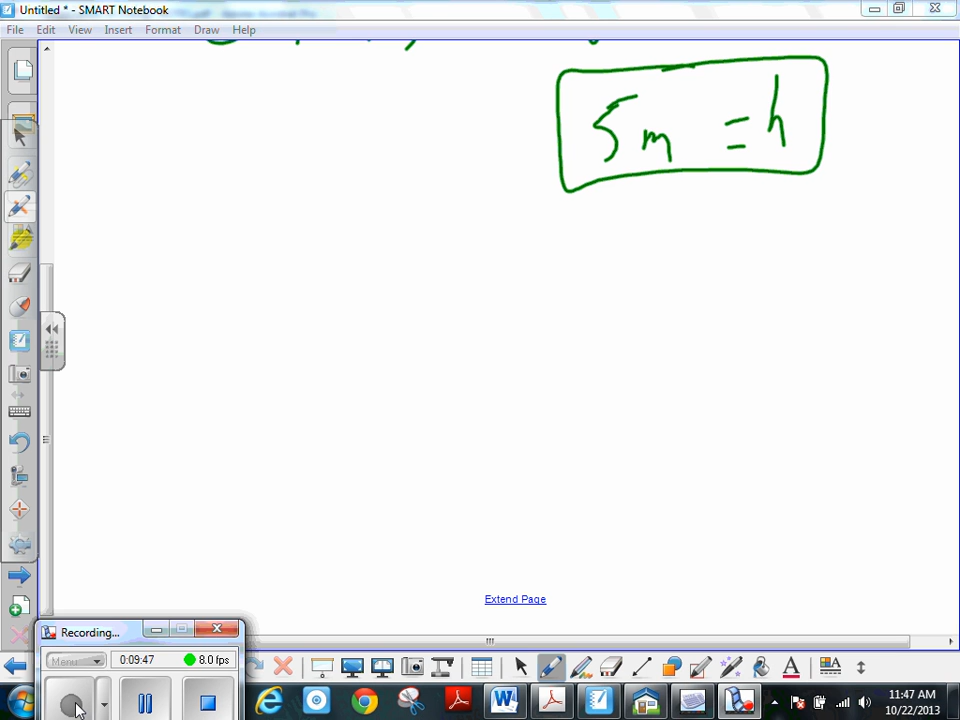 Untitled * - SMART Notebook
File Edit View Insert Format Draw Help
5 m = h
Extend Page
Recording...
Menu
0:09:47
8.0 fps
11:47 AM
10/22/2013